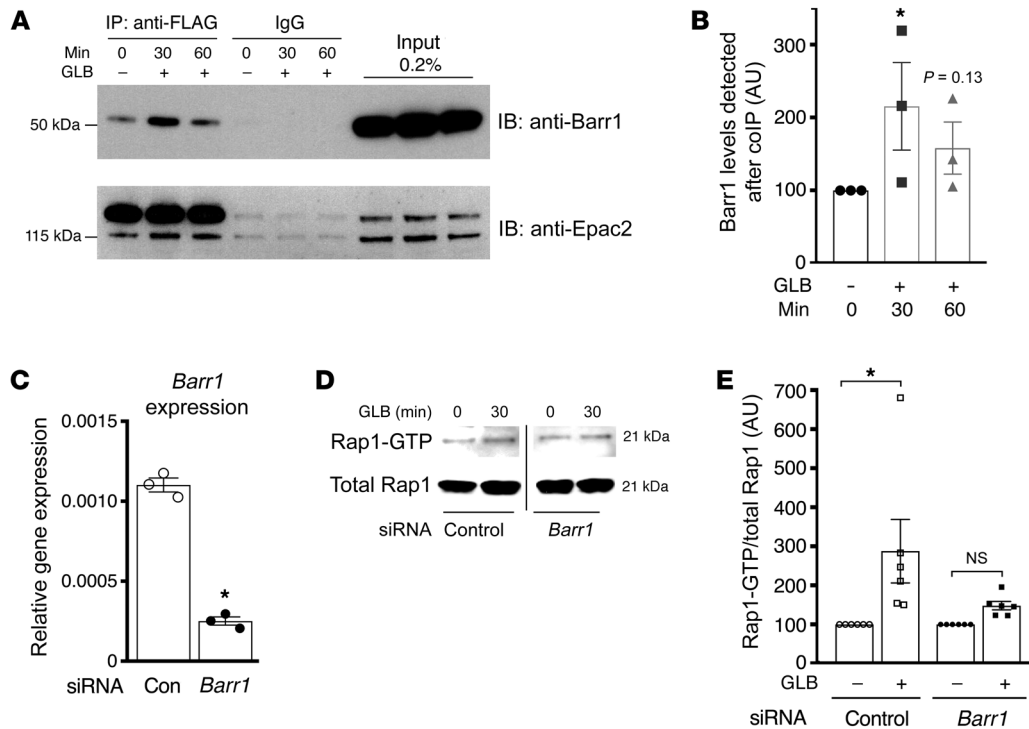 A
IP: anti-FLAG
IgG
Input
0.2%
Min 0 30 60 0 30 60
GLB – + + – + +
50 kDa
IB: anti-Barr1
115 kDa
IB: anti-Epac2
B
Barr1 levels detected
after coIP (AU)
300
200
100
0
*
P = 0.13
GLB – + +
Min 0 30 60
C
Barr1
expression
Relative gene expression
0.0015
0.0010
0.0005
0
*
siRNA Con Barr1
D
GLB (min) 0 30 0 30
Rap1-GTP 21 kDa
Total Rap1 21 kDa
siRNA Control Barr1
E
Rap1-GTP/total Rap1 (AU)
700
600
500
400
300
200
100
0
*
NS
GLB – + – +
siRNA Control Barr1